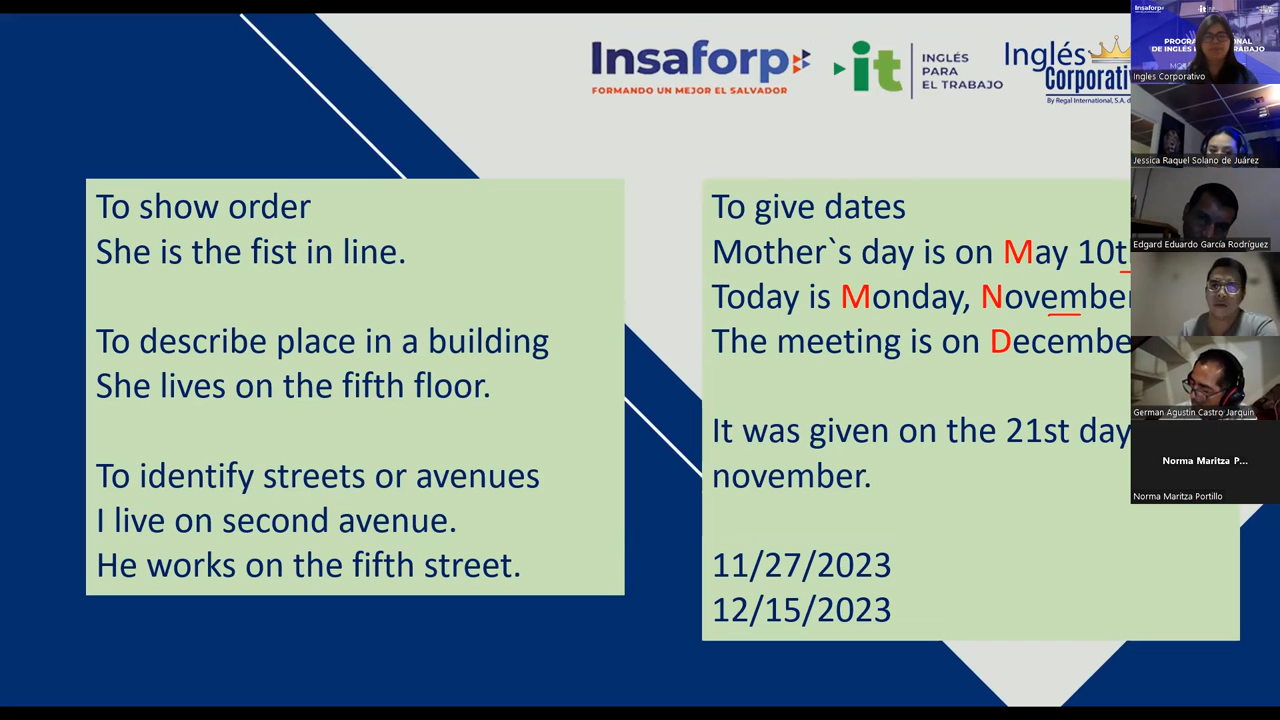 Insaforp
FORMANDO UN MEJOR EL SALVADOR
it
INGLÉS
PARA
EL TRABAJO
Inglés
By Regal International, S.A. d
To show order
She is the fist in line.
To describe place in a building
She lives on the fifth floor.
To identify streets or avenues
I live on second avenue.
He works on the fifth street.
To give dates
Mother`s day is on May
Today is Monday,
The meeting is on
It was given on the 21st day
november.
11/27/2023
12/15/2023
Insaforp
it
Ingles Corporativo
Jessica Raquel Solano de Juárez
Edgard Eduardo García Rodríguez
German Agustin Castro Jarquin
Norma Maritza P...
Norma Maritza Portillo